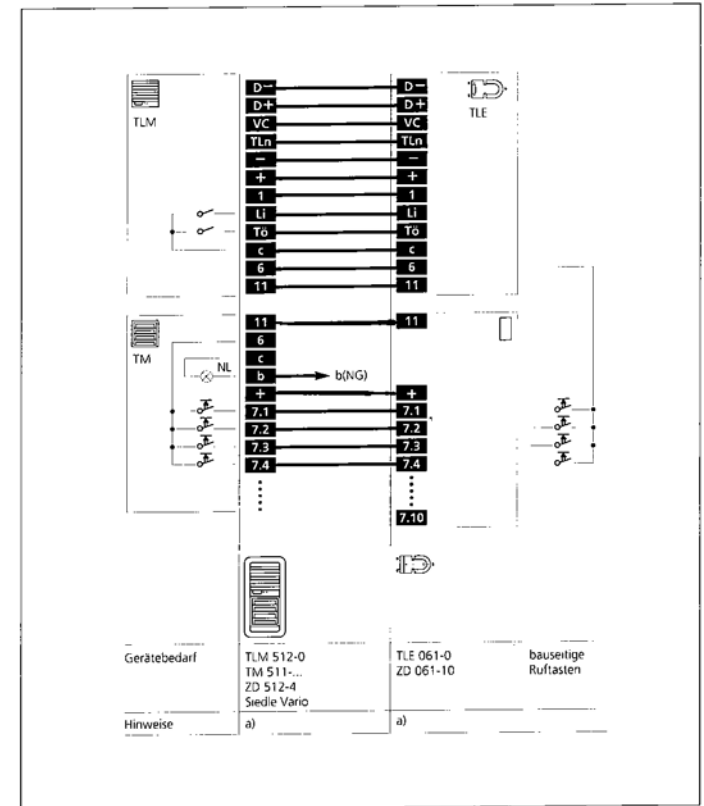 TLM
D− D−
D+ D+
VC VC
TLn TLn
− −
+ +
1 1
Li Li
Tö Tö
c c
6 6
11 11
TLE
TM
NL
11 11
6
c
b b(NG)
+ +
7.1 7.1
7.2 7.2
7.3 7.3
7.4 7.4
7.10
Gerätebedarf
TLM 512-0
TM 511-...
ZD 512-4
Siedle Vario
TLE 061-0
ZD 061-10
bauseitige
Ruftasten
Hinweise
a)
a)